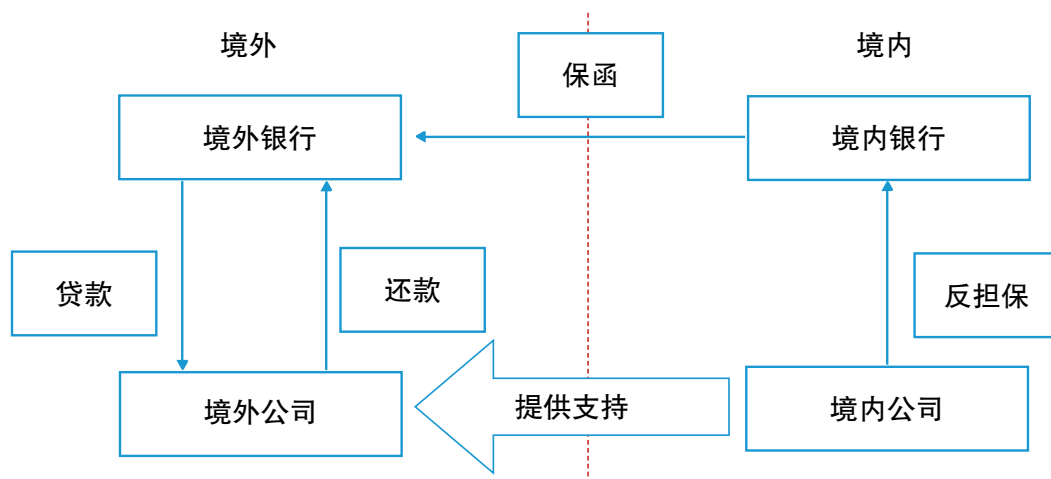 境外
保函
境内
境外银行
境内银行
贷款
还款
反担保
境外公司
提供支持
境内公司